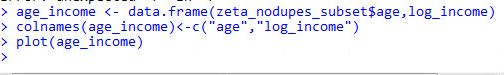 > age_income <- data.frame(zeta_nodupes_subset$age,log_income)
> colnames(age_income)<-c("age","log_income")
> plot(age_income)
>